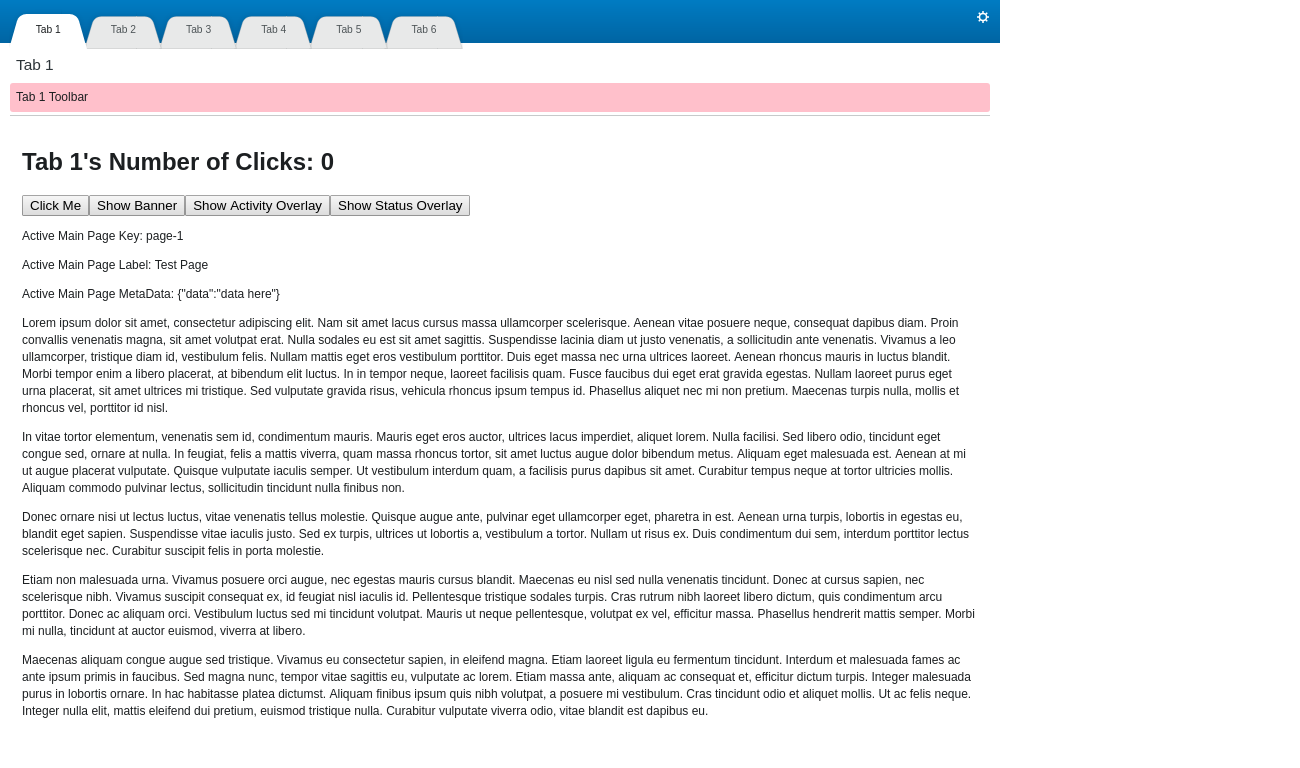 Tab 1
Tab 2
Tab 3
Tab 4
Tab 5
Tab 6
Tab 1
Tab 1 Toolbar
Tab 1's Number of Clicks: 0
Click Me
Show Banner
Show Activity Overlay
Show Status Overlay
Active Main Page Key: page-1
Active Main Page Label: Test Page
Active Main Page MetaData: {"data":"data here"}
Lorem ipsum dolor sit amet, consectetur adipiscing elit. Nam sit amet lacus cursus massa ullamcorper scelerisque. Aenean vitae posuere neque, consequat dapibus diam. Proin
convallis venenatis magna, sit amet volutpat erat. Nulla sodales eu est sit amet sagittis. Suspendisse lacinia diam ut justo venenatis, a sollicitudin ante venenatis. Vivamus a leo
ullamcorper, tristique diam id, vestibulum felis. Nullam mattis eget eros vestibulum porttitor. Duis eget massa nec urna ultrices laoreet. Aenean rhoncus mauris in luctus blandit.
Morbi tempor enim a libero placerat, at bibendum elit luctus. In in tempor neque, laoreet facilisis quam. Fusce faucibus dui eget erat gravida egestas. Nullam laoreet purus eget
urna placerat, sit amet ultrices mi tristique. Sed vulputate gravida risus, vehicula rhoncus ipsum tempus id. Phasellus aliquet nec mi non pretium. Maecenas turpis nulla, mollis et
rhoncus vel, porttitor id nisl.
In vitae tortor elementum, venenatis sem id, condimentum mauris. Mauris eget eros auctor, ultrices lacus imperdiet, aliquet lorem. Nulla facilisi. Sed libero odio, tincidunt eget
congue sed, ornare at nulla. In feugiat, felis a mattis viverra, quam massa rhoncus tortor, sit amet luctus augue dolor bibendum metus. Aliquam eget malesuada est. Aenean at mi
ut augue placerat vulputate. Quisque vulputate iaculis semper. Ut vestibulum interdum quam, a facilisis purus dapibus sit amet. Curabitur tempus neque at tortor ultricies mollis.
Aliquam commodo pulvinar lectus, sollicitudin tincidunt nulla finibus non.
Donec ornare nisi ut lectus luctus, vitae venenatis tellus molestie. Quisque augue ante, pulvinar eget ullamcorper eget, pharetra in est. Aenean urna turpis, lobortis in egestas eu,
blandit eget sapien. Suspendisse vitae iaculis justo. Sed ex turpis, ultrices ut lobortis a, vestibulum a tortor. Nullam ut risus ex. Duis condimentum dui sem, interdum porttitor lectus
scelerisque nec. Curabitur suscipit felis in porta molestie.
Etiam non malesuada urna. Vivamus posuere orci augue, nec egestas mauris cursus blandit. Maecenas eu nisl sed nulla venenatis tincidunt. Donec at cursus sapien, nec
scelerisque nibh. Vivamus suscipit consequat ex, id feugiat nisl iaculis id. Pellentesque tristique sodales turpis. Cras rutrum nibh laoreet libero dictum, quis condimentum arcu
porttitor. Donec ac aliquam orci. Vestibulum luctus sed mi tincidunt volutpat. Mauris ut neque pellentesque, volutpat ex vel, efficitur massa. Phasellus hendrerit mattis semper. Morbi
mi nulla, tincidunt at auctor euismod, viverra at libero.
Maecenas aliquam congue augue sed tristique. Vivamus eu consectetur sapien, in eleifend magna. Etiam laoreet ligula eu fermentum tincidunt. Interdum et malesuada fames ac
ante ipsum primis in faucibus. Sed magna nunc, tempor vitae sagittis eu, vulputate ac lorem. Etiam massa ante, aliquam ac consequat et, efficitur dictum turpis. Integer malesuada
purus in lobortis ornare. In hac habitasse platea dictumst. Aliquam finibus ipsum quis nibh volutpat, a posuere mi vestibulum. Cras tincidunt odio et aliquet mollis. Ut ac felis neque.
Integer nulla elit, mattis eleifend dui pretium, euismod tristique nulla. Curabitur vulputate viverra odio, vitae blandit est dapibus eu.